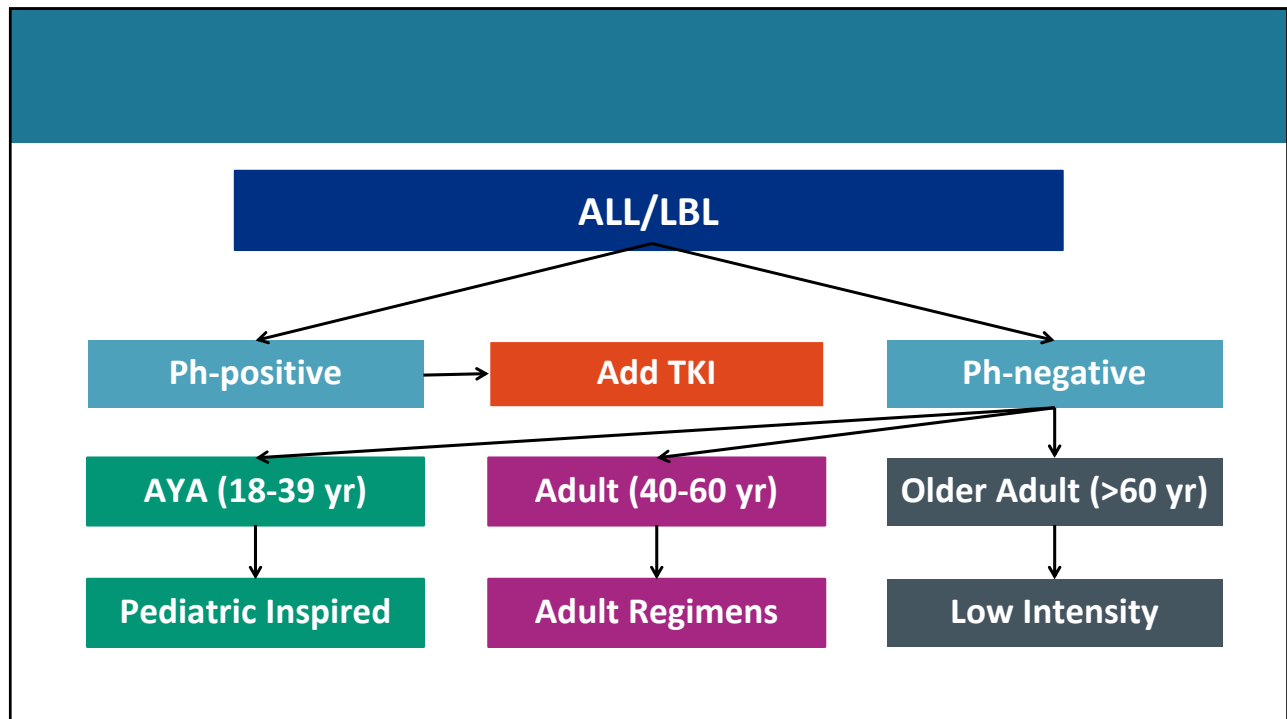 ALL/LBL
Ph-positive
Add TKI
Ph-negative
AYA (18-39 yr)
Adult (40-60 yr)
Older Adult (>60 yr)
Pediatric Inspired
Adult Regimens
Low Intensity